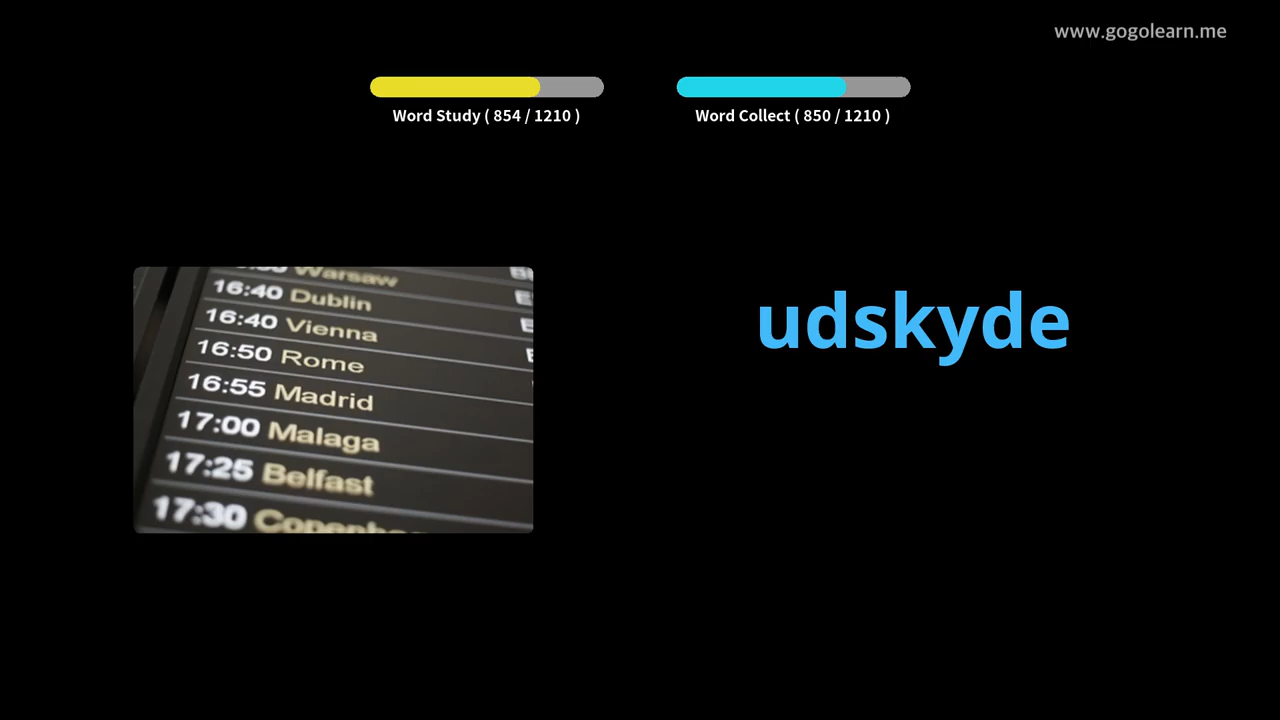 www.gogolearn.me
Word Study ( 854 / 1210 )
Word Collect ( 850 / 1210 )
Warsaw
16:40 Dublin
16:40 Vienna
16:50 Rome
16:55 Madrid
17:00 Malaga
17:25 Belfast
17:30
udskyde